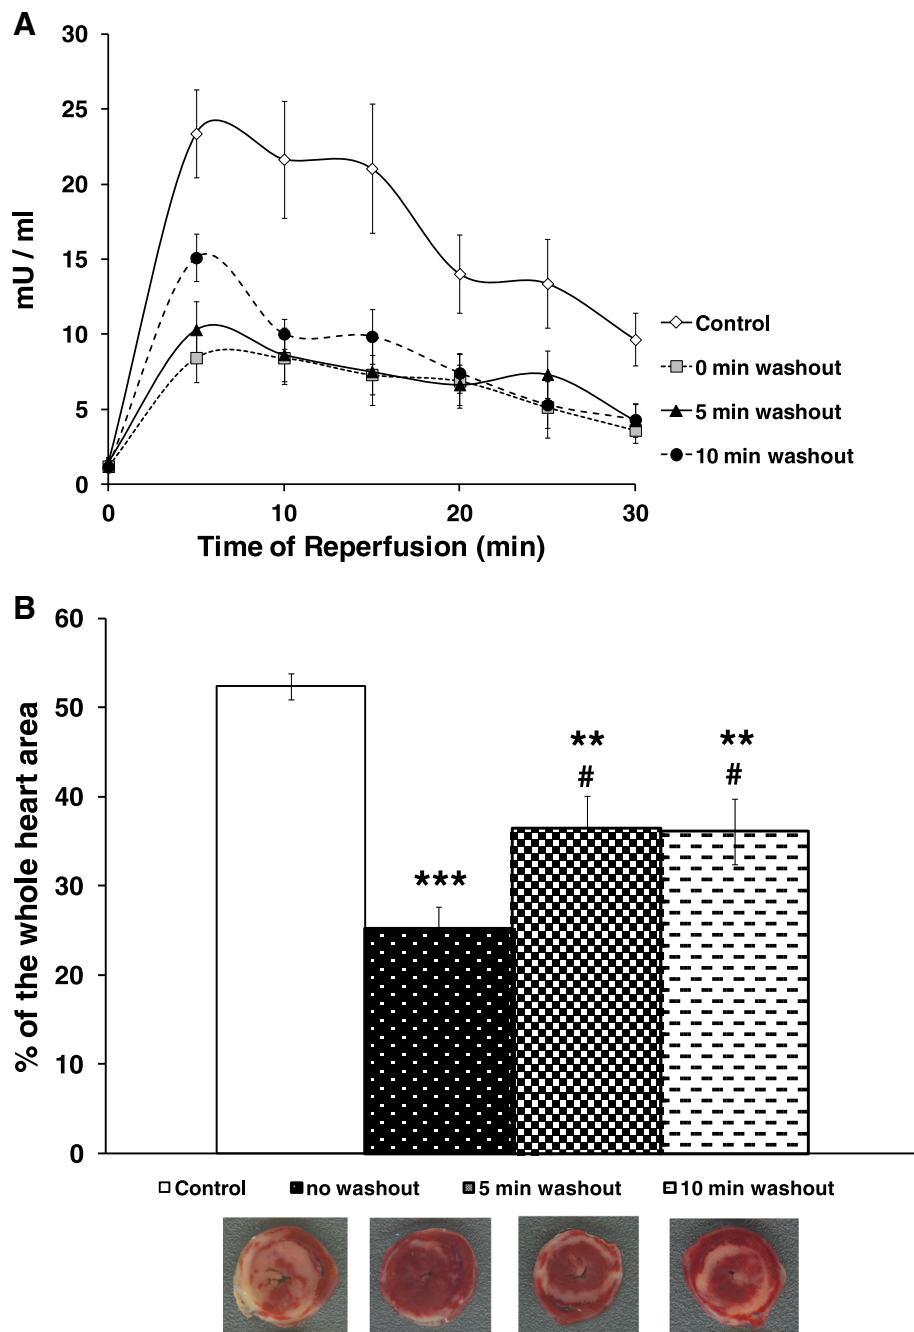 A
30
25
20
15
10
5
0
mU / ml
0
10
20
30
Time of Reperfusion (min)
Control
0 min washout
5 min washout
10 min washout
B
60
50
40
30
20
10
0
% of the whole heart area
***
**
#
**
#
Control
no washout
5 min washout
10 min washout